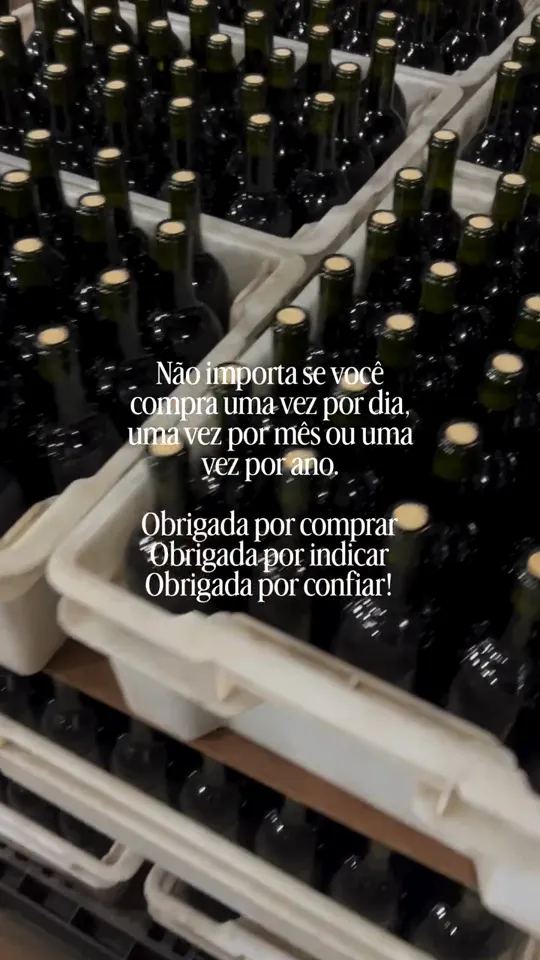 Não importa se você
compra uma vez por dia,
uma vez por mês ou uma
vez por ano.
Obrigada por comprar
Obrigada por indicar
Obrigada por confiar!